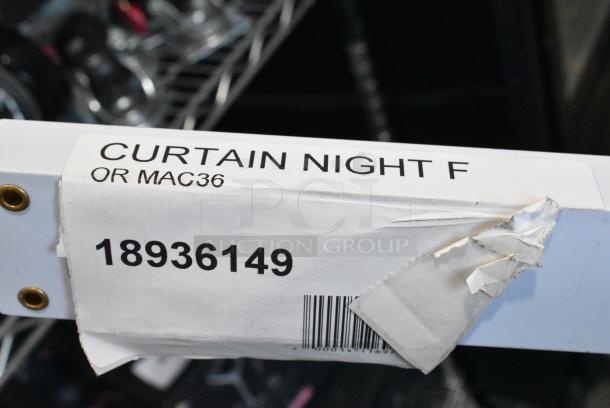 CURTAIN NIGHT F
OR MAC36
PCI
AUCTION GROUP
18936149